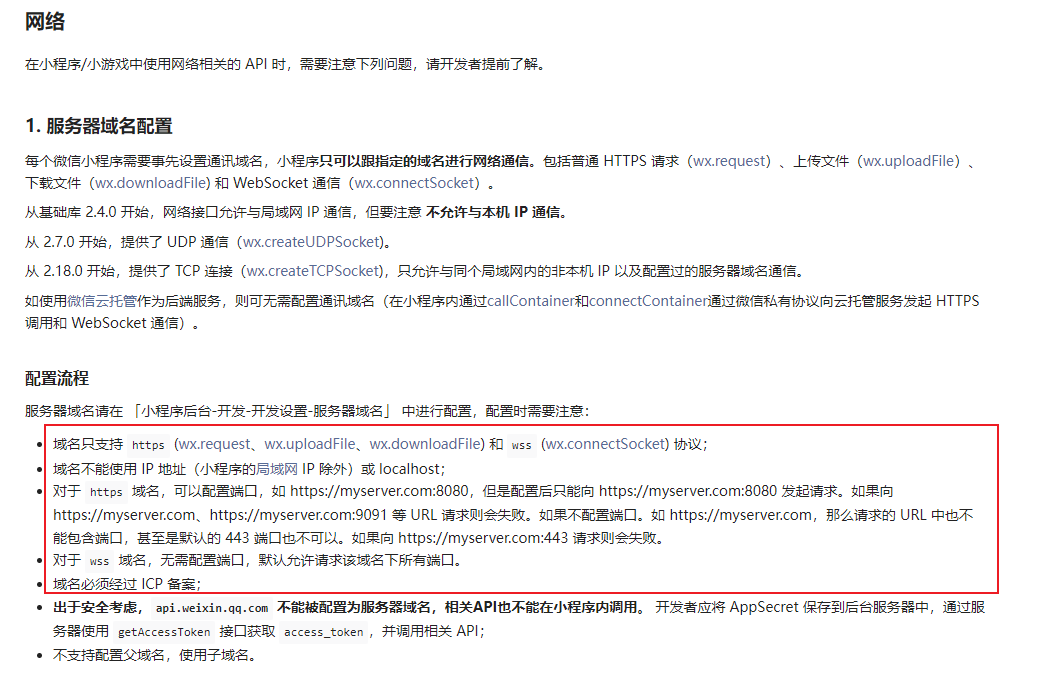 网络
在小程序/小游戏中使用网络相关的 API 时，需要注意下列问题，请开发者提前了解。
1. 服务器域名配置
每个微信小程序需要事先设置通讯域名，小程序只可以跟指定的域名进行网络通信。包括普通 HTTPS 请求（wx.request）、上传文件（wx.uploadFile）、
下载文件（wx.downloadFile) 和 WebSocket 通信（wx.connectSocket）。
从基础库 2.4.0 开始，网络接口允许与局域网 IP 通信，但要注意 不允许与本机 IP 通信。
从 2.7.0 开始，提供了 UDP 通信（wx.createUDPSocket)。
从 2.18.0 开始，提供了 TCP 连接（wx.createTCPSocket)，只允许与同个局域网内的非本机 IP 以及配置过的服务器域名通信。
如使用微信云托管作为后端服务，则可无需配置通讯域名（在小程序内通过callContainer和connectContainer通过微信私有协议向云托管服务发起 HTTPS
调用和 WebSocket 通信）。
配置流程
服务器域名请在 「小程序后台-开发-开发设置-服务器域名」 中进行配置，配置时需要注意：
• 域名只支持 https (wx.request、wx.uploadFile、wx.downloadFile) 和 wss (wx.connectSocket) 协议；
• 域名不能使用 IP 地址（小程序的局域网 IP 除外）或 localhost；
• 对于 https 域名，可以配置端口，如 https://myserver.com:8080，但是配置后只能向 https://myserver.com:8080 发起请求。如果向
https://myserver.com、https://myserver.com:9091 等 URL 请求则会失败。如果不配置端口。如 https://myserver.com，那么请求的 URL 中也不
能包含端口，甚至是默认的 443 端口也不可以。如果向 https://myserver.com:443 请求则会失败。
• 对于 wss 域名，无需配置端口，默认允许请求该域名下所有端口。
• 域名必须经过 ICP 备案；
• 出于安全考虑， api.weixin.qq.com 不能被配置为服务器域名，相关API也不能在小程序内调用。 开发者应将 AppSecret 保存到后台服务器中，通过服
务器使用 getAccessToken 接口获取 access_token ，并调用相关 API；
• 不支持配置父域名，使用子域名。